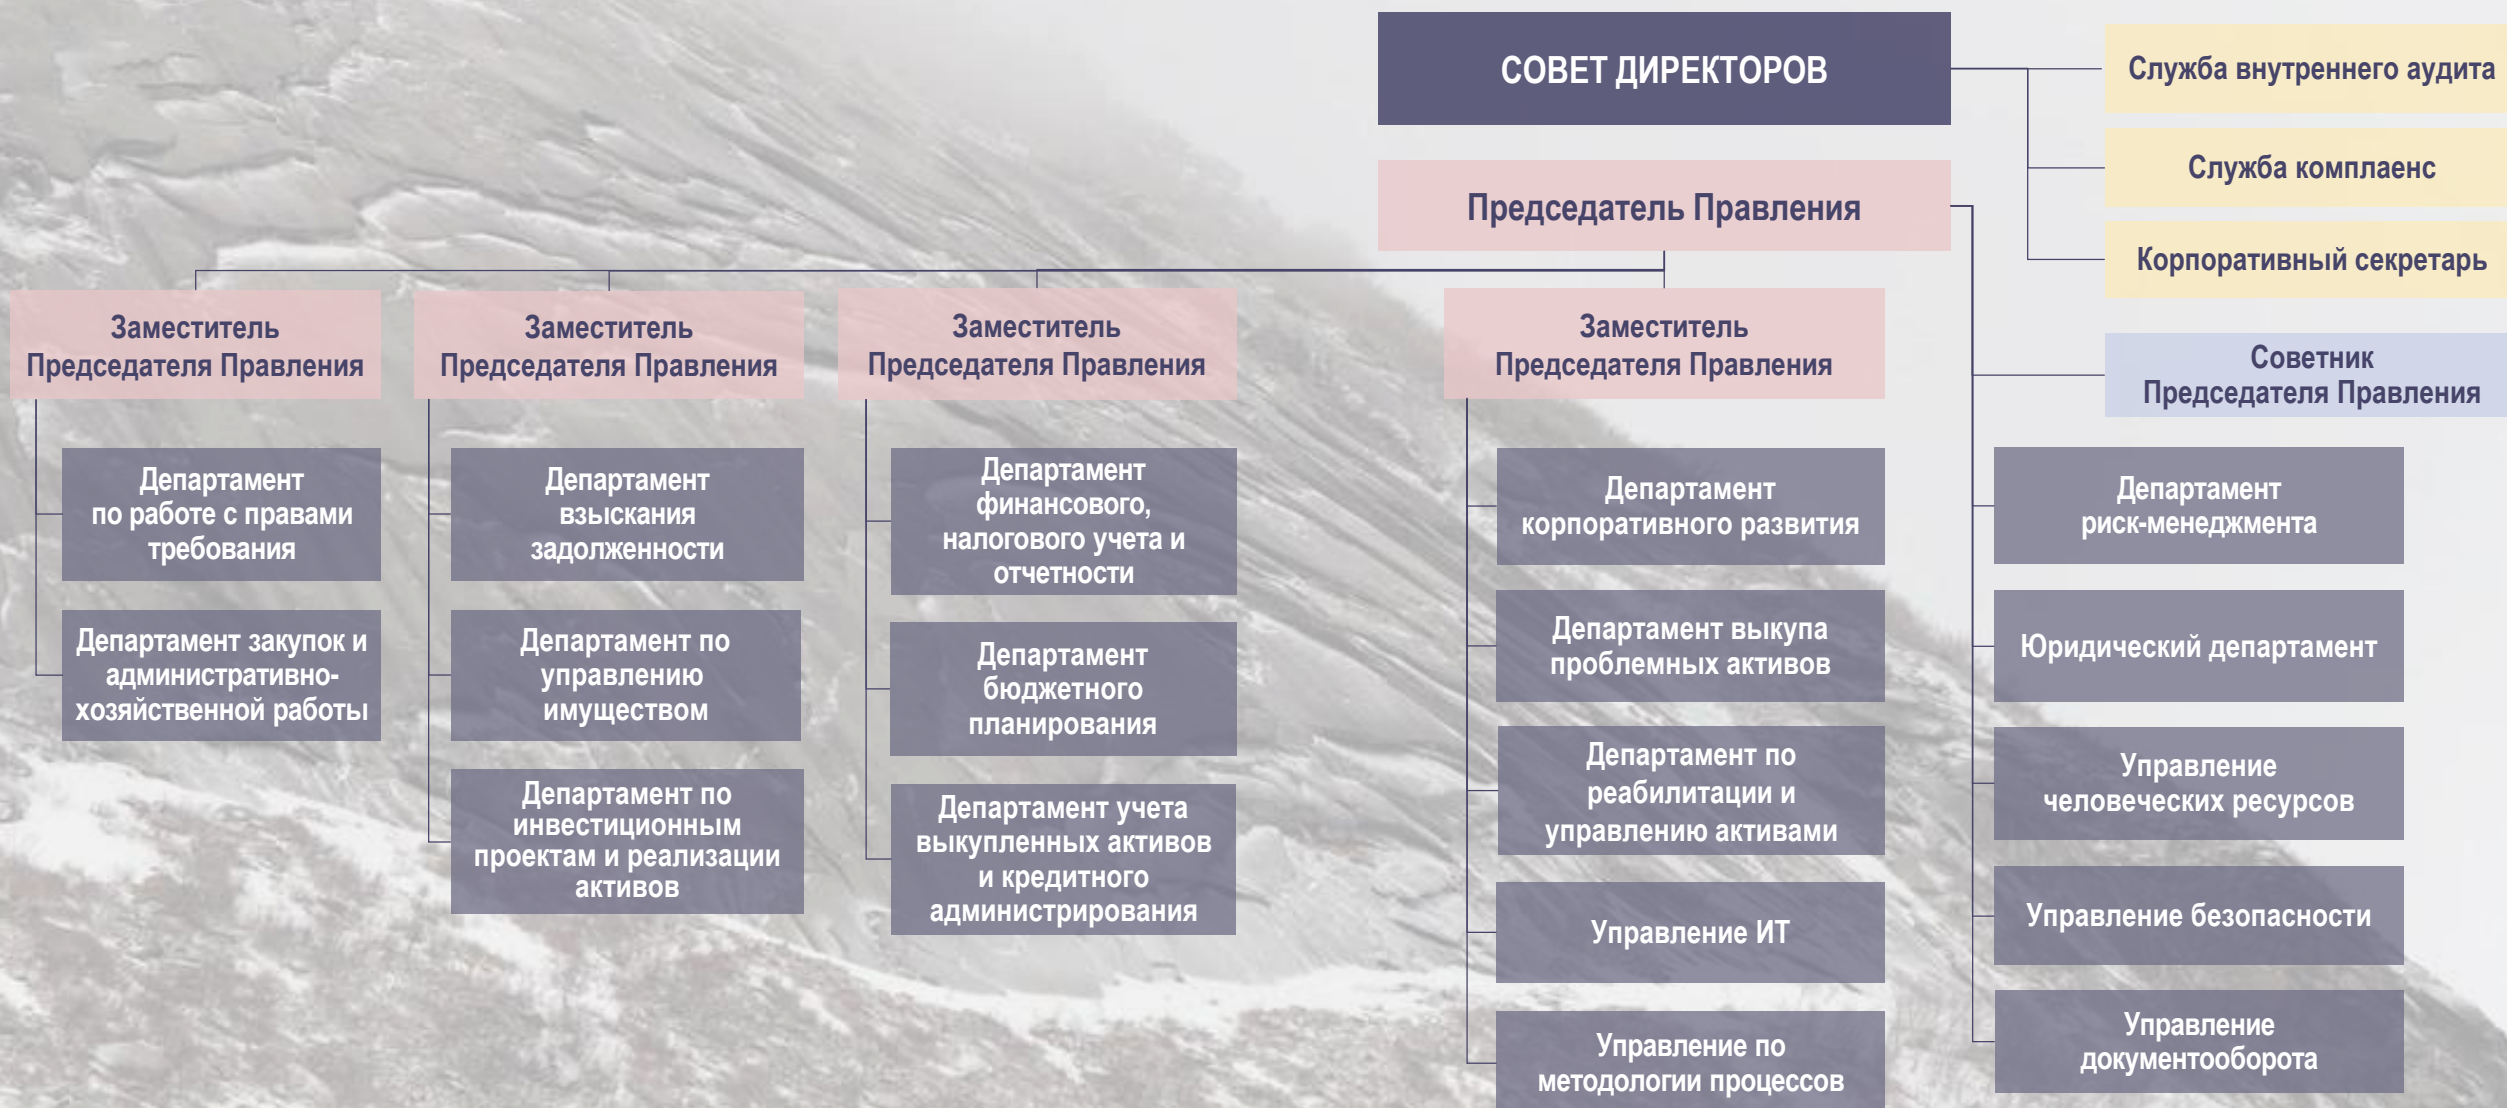 СОВЕТ ДИРЕКТОРОВ
Служба внутреннего аудита
Служба комплаенс
Председатель Правления
Корпоративный секретарь
Заместитель
Председателя Правления
Заместитель
Председателя Правления
Заместитель
Председателя Правления
Заместитель
Председателя Правления
Советник
Председателя Правления
Департамент
по работе с правами
требования
Департамент закупок и
административно-
хозяйственной работы
Департамент
взыскания
задолженности
Департамент по
управлению
имуществом
Департамент по
инвестиционным
проектам и реализации
активов
Департамент
финансового,
налогового учета и
отчетности
Департамент
бюджетного
планирования
Департамент учета
выкупленных активов
и кредитного
администрирования
Департамент
корпоративного развития
Департамент выкупа
проблемных активов
Департамент по
реабилитации и
управлению активами
Управление ИТ
Управление по
методологии процессов
Департамент
риск-менеджмента
Юридический департамент
Управление
человеческих ресурсов
Управление безопасности
Управление
документооборота